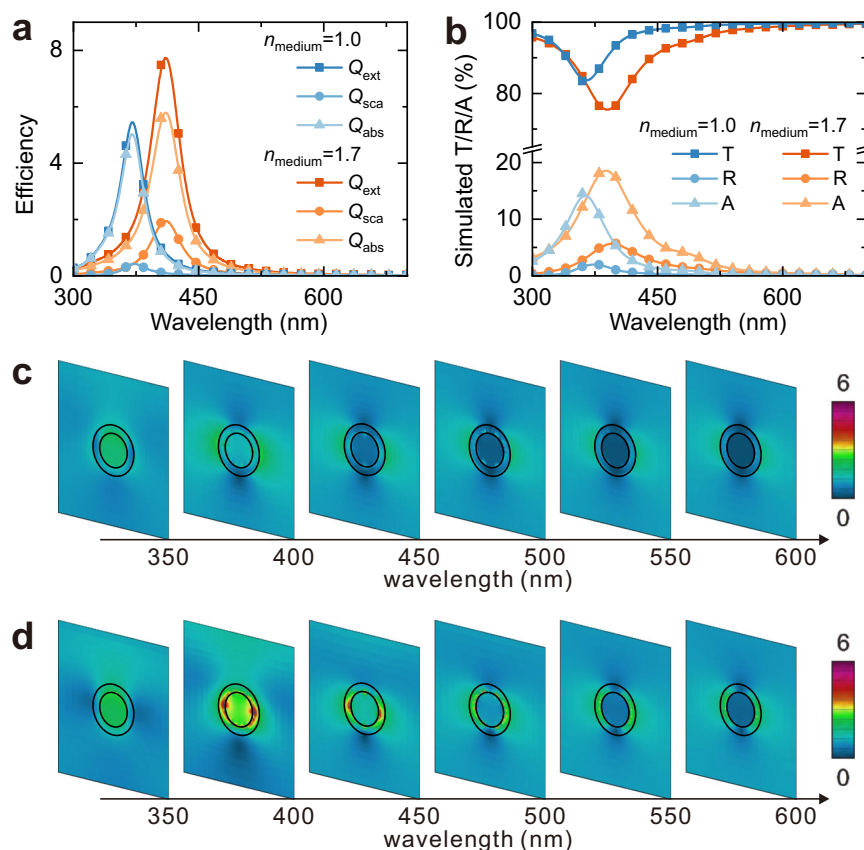 a
Efficiency
8
4
0
300
450
600
Wavelength (nm)
n_medium=1.0
Q_ext
Q_sca
Q_abs
n_medium=1.7
Q_ext
Q_sca
Q_abs
b
Simulated T/R/A (%)
100
90
80
20
15
10
5
0
300
450
600
Wavelength (nm)
n_medium=1.0 n_medium=1.7
T T
R R
A A
c
6
0
350 400 450 500 550 600
wavelength (nm)
d
6
0
350 400 450 500 550 600
wavelength (nm)